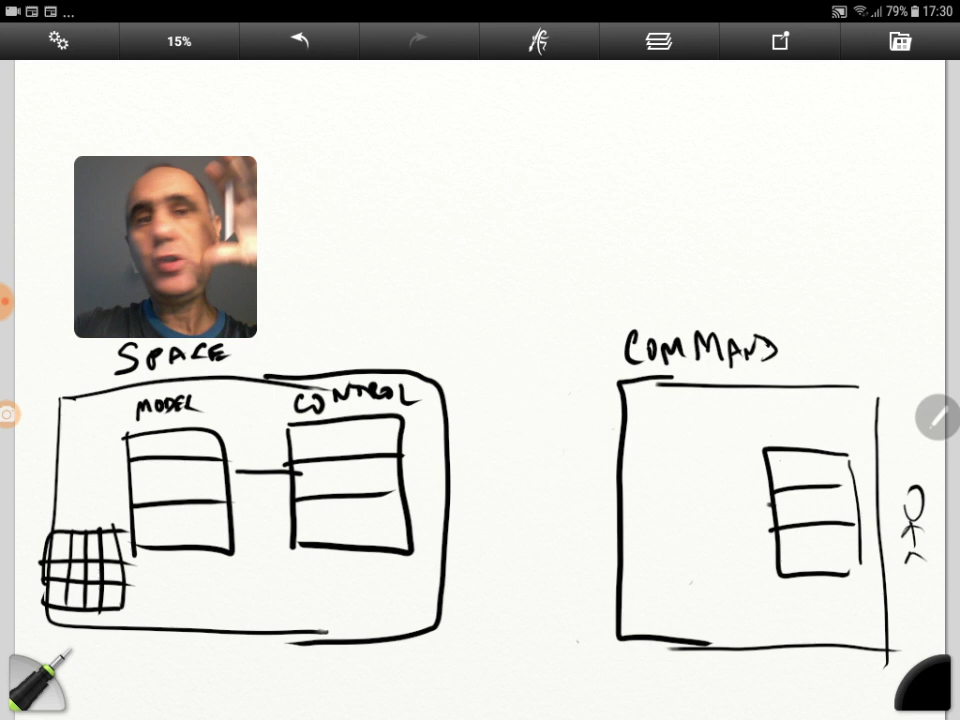 ... 79% 17:30
15%
SPACE
COMMAND
MODEL
CONTROL